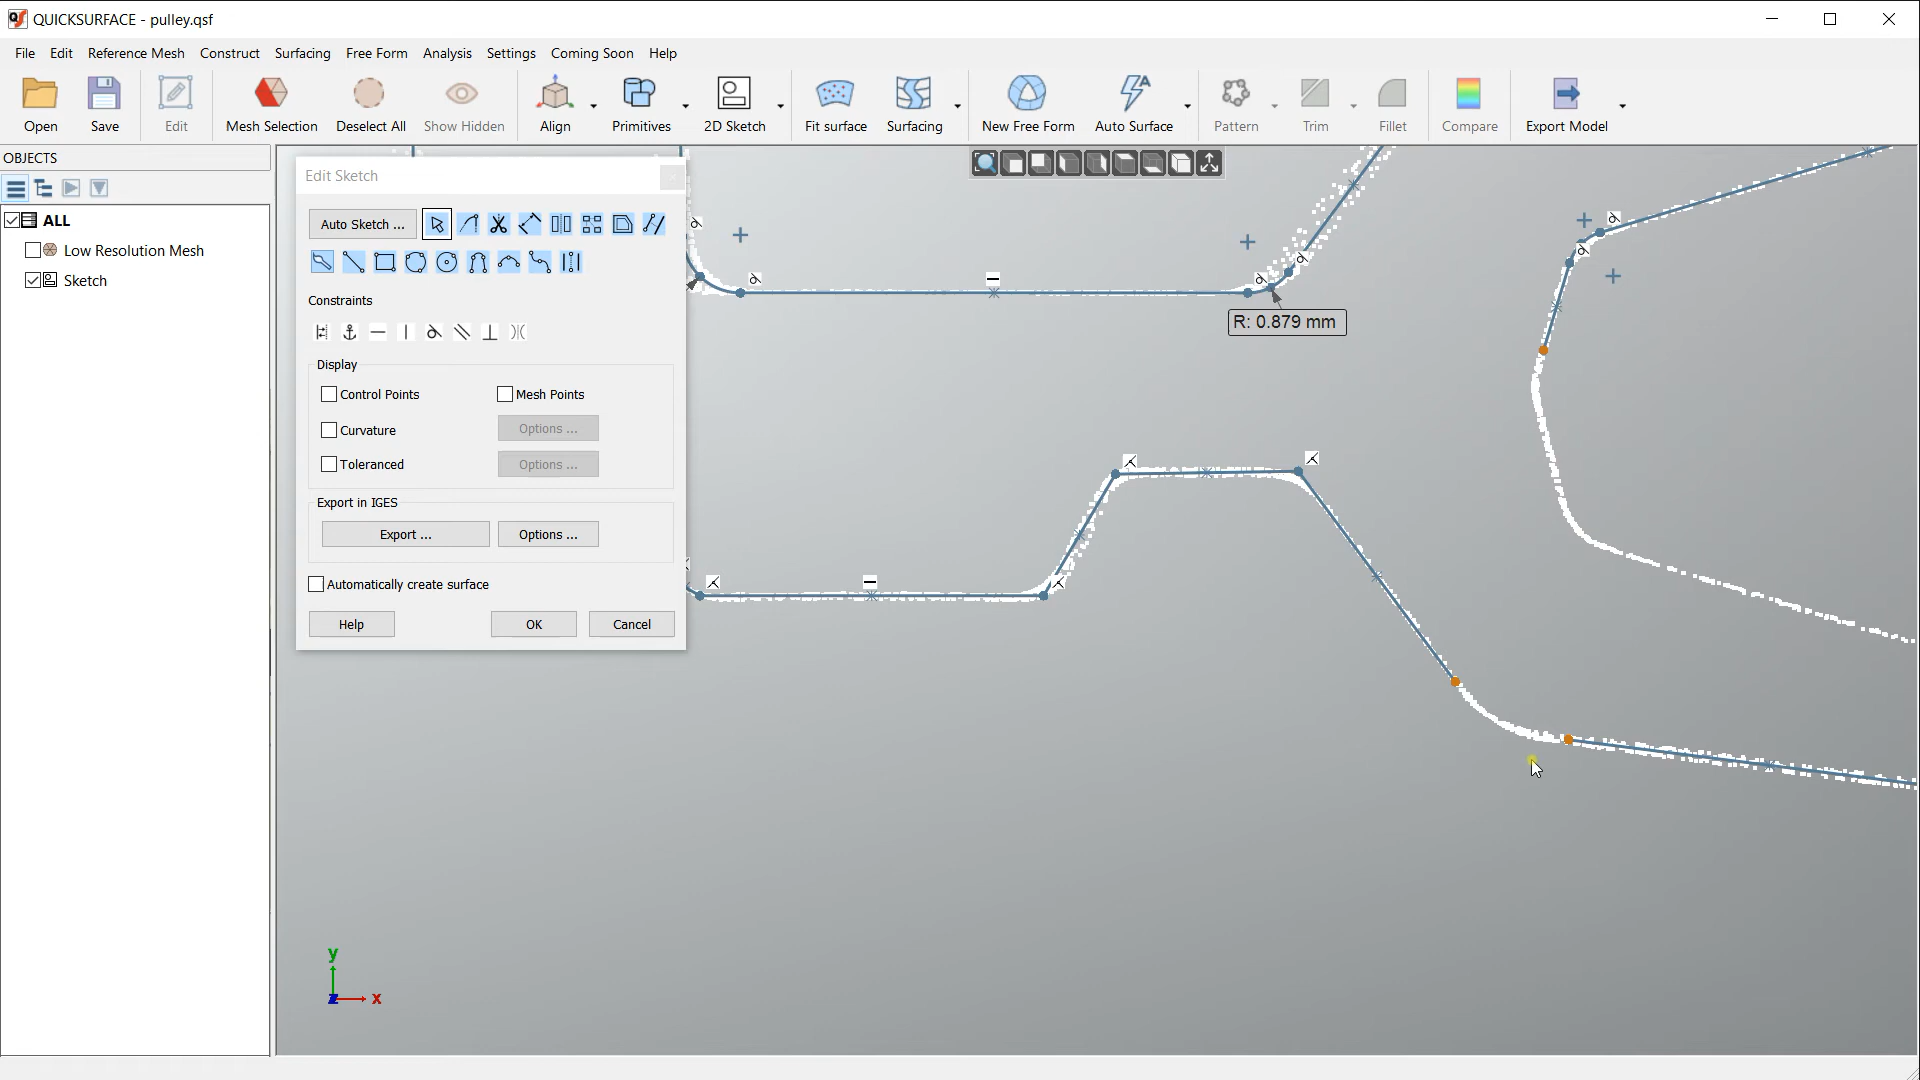 QUICKSURFACE - pulley.qsf
File Edit Reference Mesh Construct Surfacing Free Form Analysis Settings Coming Soon Help
Open Save Edit Mesh Selection Deselect All Show Hidden Align Primitives 2D Sketch Fit surface Surfacing New Free Form Auto Surface Pattern Trim Fillet Compare Export Model
OBJECTS
ALL
Low Resolution Mesh
Sketch
Edit Sketch
Auto Sketch ...
Constraints
Display
Control Points Mesh Points
Curvature Options ...
Toleranced Options ...
Export in IGES
Export ... Options ...
Automatically create surface
Help OK Cancel
R: 0.879 mm
y
z x